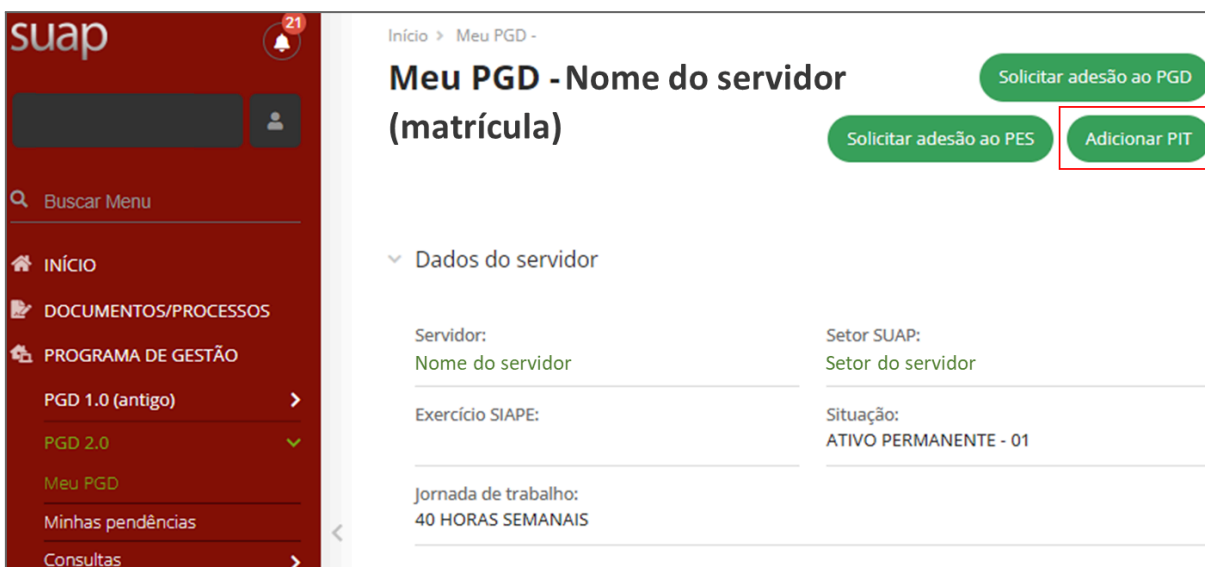 suap
21
Buscar Menu
INÍCIO
DOCUMENTOS/PROCESSOS
PROGRAMA DE GESTÃO
PGD 1.0 (antigo)
PGD 2.0
Meu PGD
Minhas pendências
Consultas
Início > Meu PGD -
Meu PGD - Nome do servidor
(matrícula)
Solicitar adesão ao PGD
Solicitar adesão ao PES
Adicionar PIT
Dados do servidor
Servidor:
Nome do servidor
Setor SUAP:
Setor do servidor
Exercício SIAPE:
Situação:
ATIVO PERMANENTE - 01
Jornada de trabalho:
40 HORAS SEMANAIS